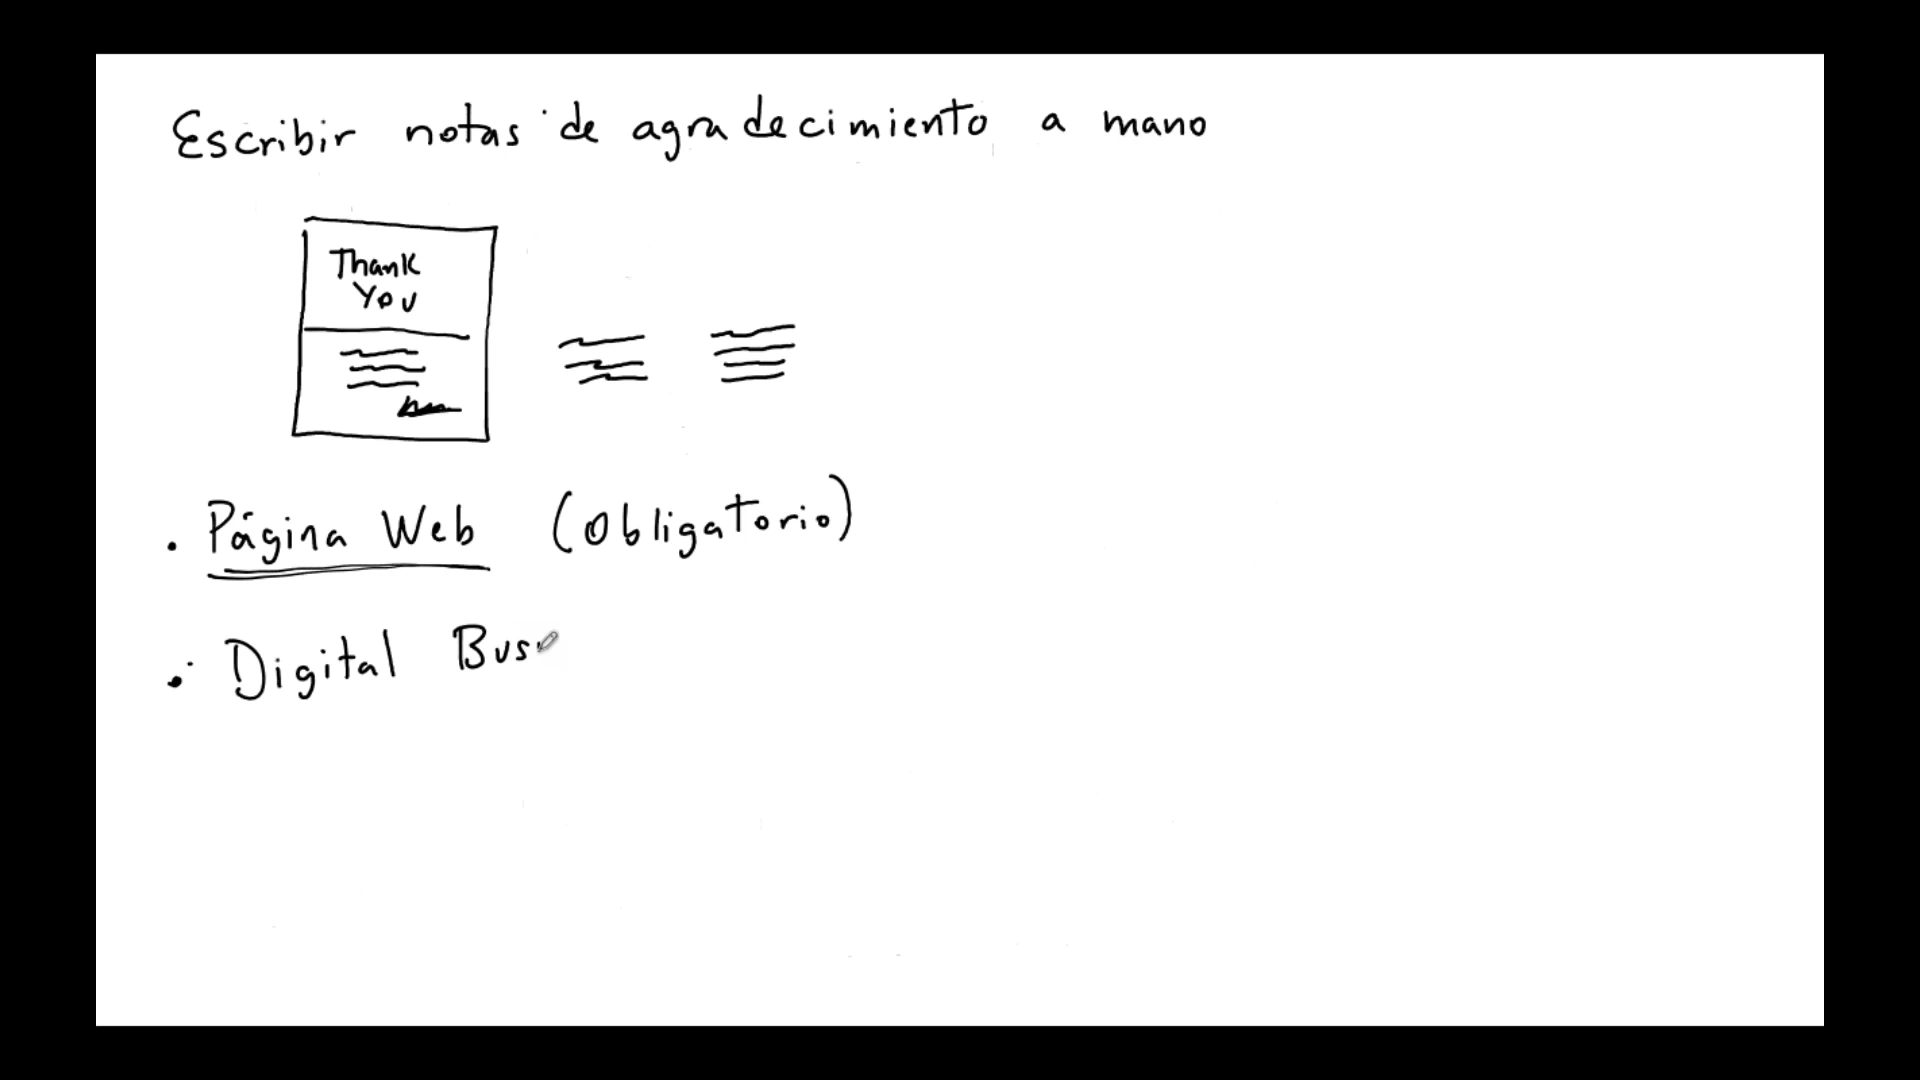 Escribir notas de agradecimiento a mano
Thank
You
• Página Web (Obligatorio)
• Digital Bus